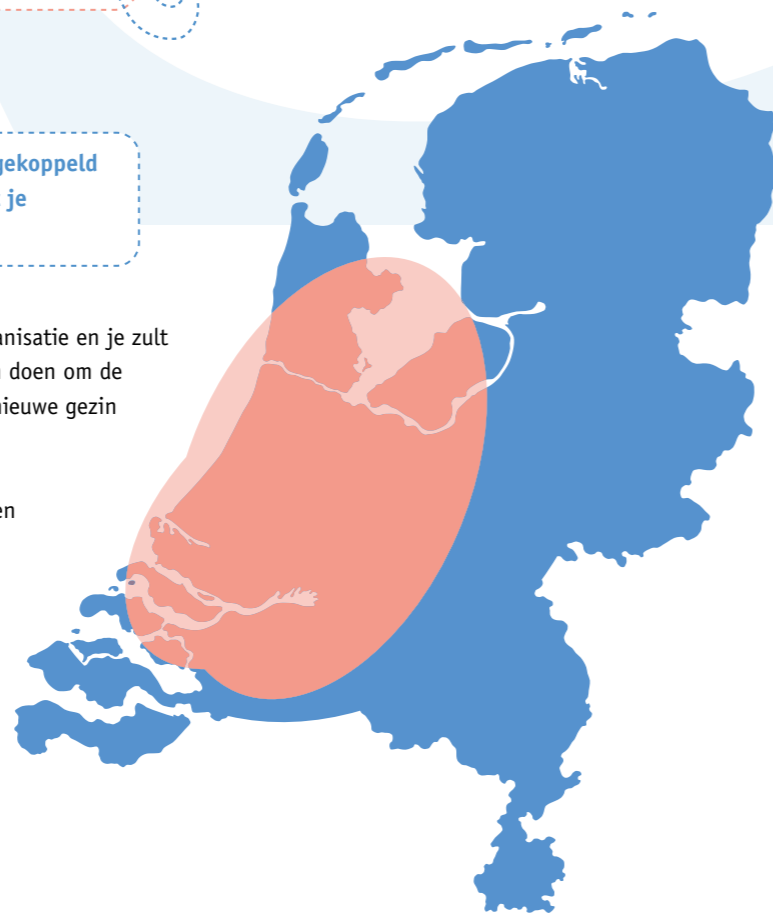 gekoppeld
je
anisatie en je zult
doen om de
nieuwe gezin
en